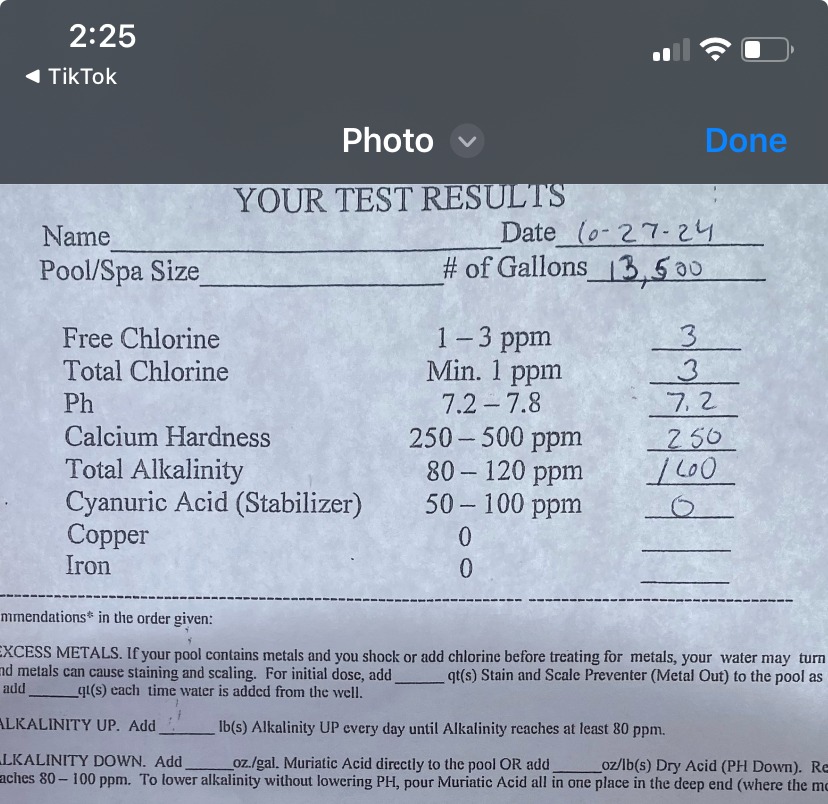 2:25
◀ TikTok
Photo
Done
YOUR TEST RESULTS
Name Date 10-27-24
Pool/Spa Size # of Gallons 13,500
Free Chlorine 1 – 3 ppm 3
Total Chlorine Min. 1 ppm 3
Ph 7.2 – 7.8 7.2
Calcium Hardness 250 – 500 ppm 250
Total Alkalinity 80 – 120 ppm 160
Cyanuric Acid (Stabilizer) 50 – 100 ppm 0
Copper 0
Iron 0
mmendations* in the order given:
EXCESS METALS. If your pool contains metals and you shock or add chlorine before treating for metals, your water may turn
nd metals can cause staining and scaling. For initial dose, add ______ qt(s) Stain and Scale Preventer (Metal Out) to the pool as
add ______qt(s) each time water is added from the well.
ALKALINITY UP. Add ______ lb(s) Alkalinity UP every day until Alkalinity reaches at least 80 ppm.
ALKALINITY DOWN. Add ______oz./gal. Muriatic Acid directly to the pool OR add ______oz/lb(s) Dry Acid (PH Down). Re
aches 80 – 100 ppm. To lower alkalinity without lowering PH, pour Muriatic Acid all in one place in the deep end (where the mo